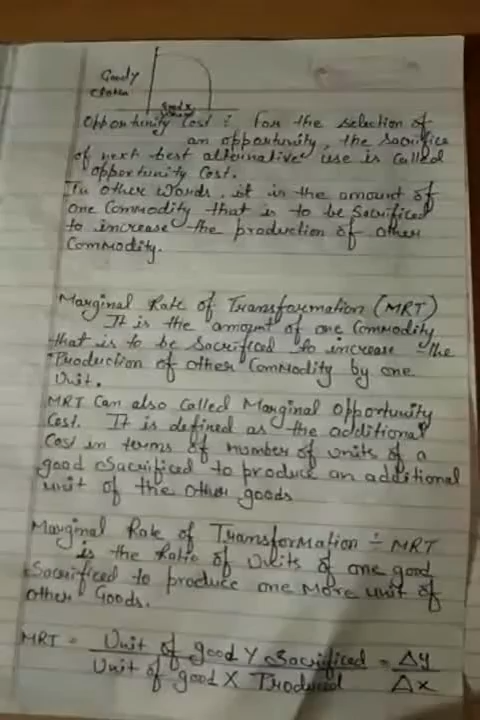 Good y
Good x
Opportunity Cost : For the selection of
an opportunity, the Sacrifice
of next best alternative use is called
opportunity Cost.
In other words, it is the amount of
one Commodity that is to be Sacrificed
to increase the production of other
Commodity.
Marginal Rate of Transformation (MRT)
It is the amount of one Commodity
that is to be Sacrificed to increase the
Production of other Commodity by one
Unit.
MRT Can also Called Marginal Opportunity
Cost. It is defined as the additional
Cost in terms of number of units of a
good Sacrificed to produce an additional
unit of the other goods
Marginal Rate of Transformation ÷ MRT
is the Ratio of Units of one good
Sacrificed to produce one More unit of
other Goods.
MRT = Unit of good Y Sacrificed = Δy
Unit of good X Produced Δx